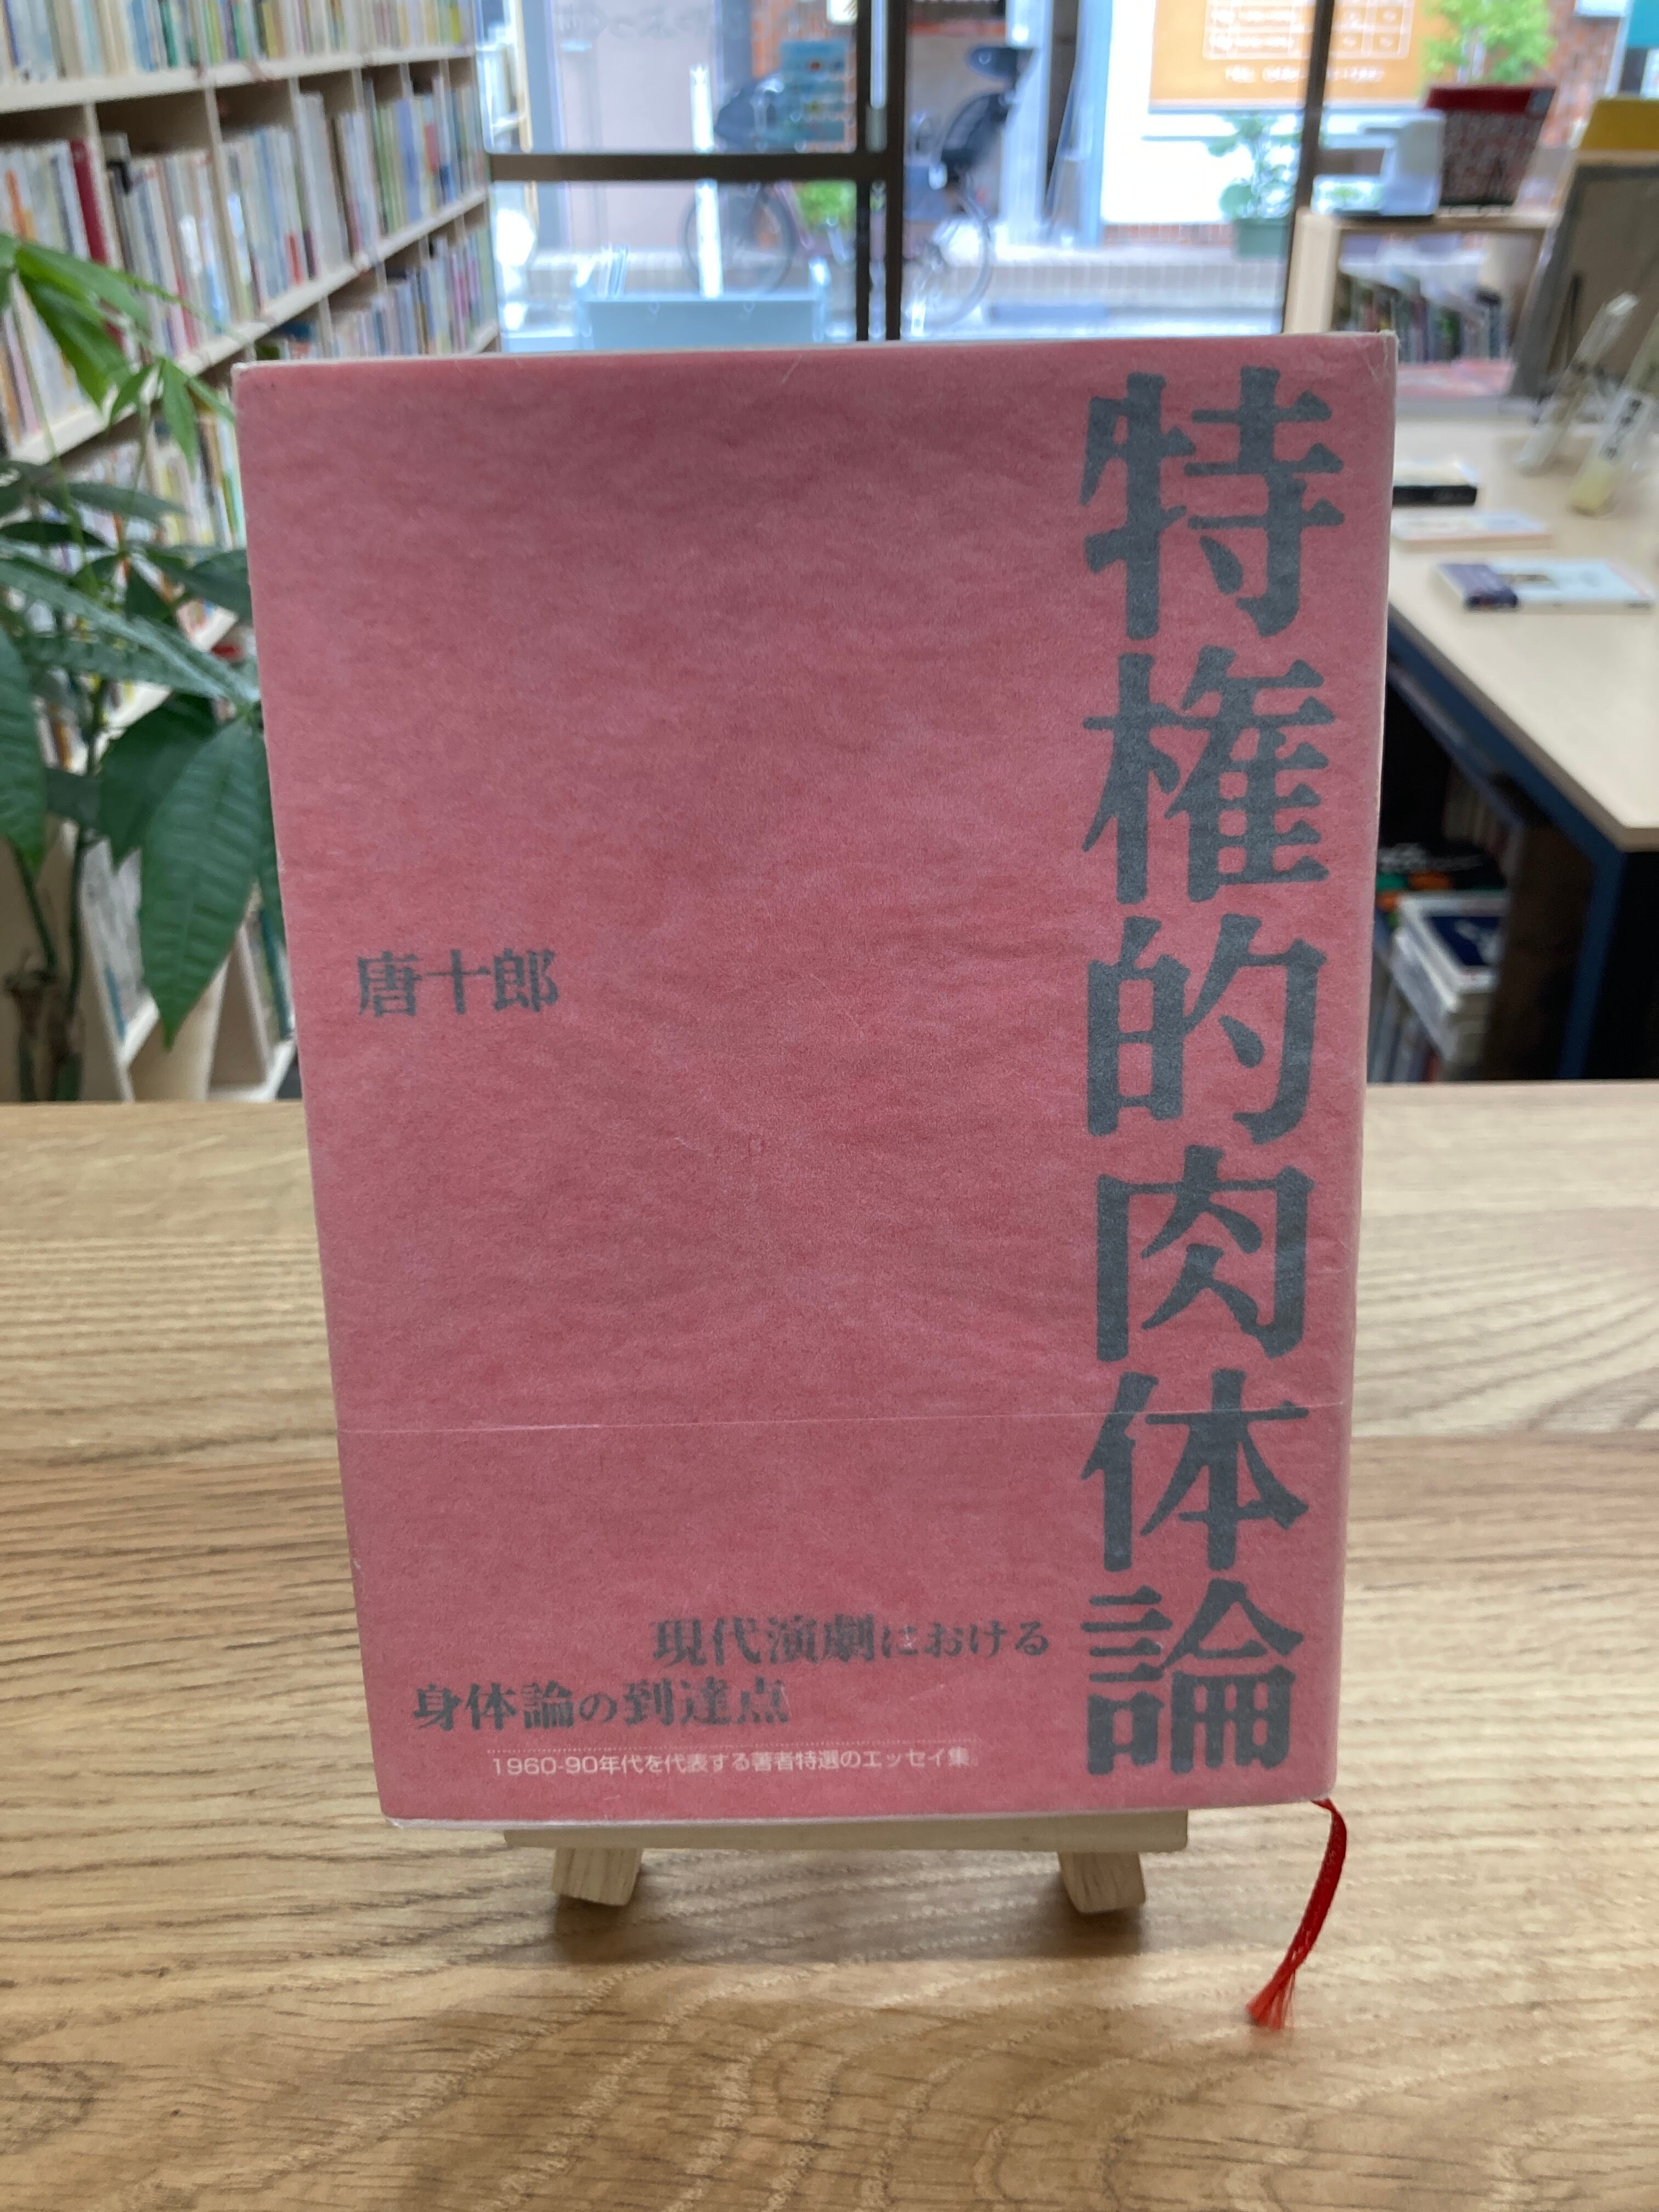 特権的肉体論
唐十郎
現代演劇における
身体論の到達点
1960-90年代を代表する著者特選のエッセイ集。